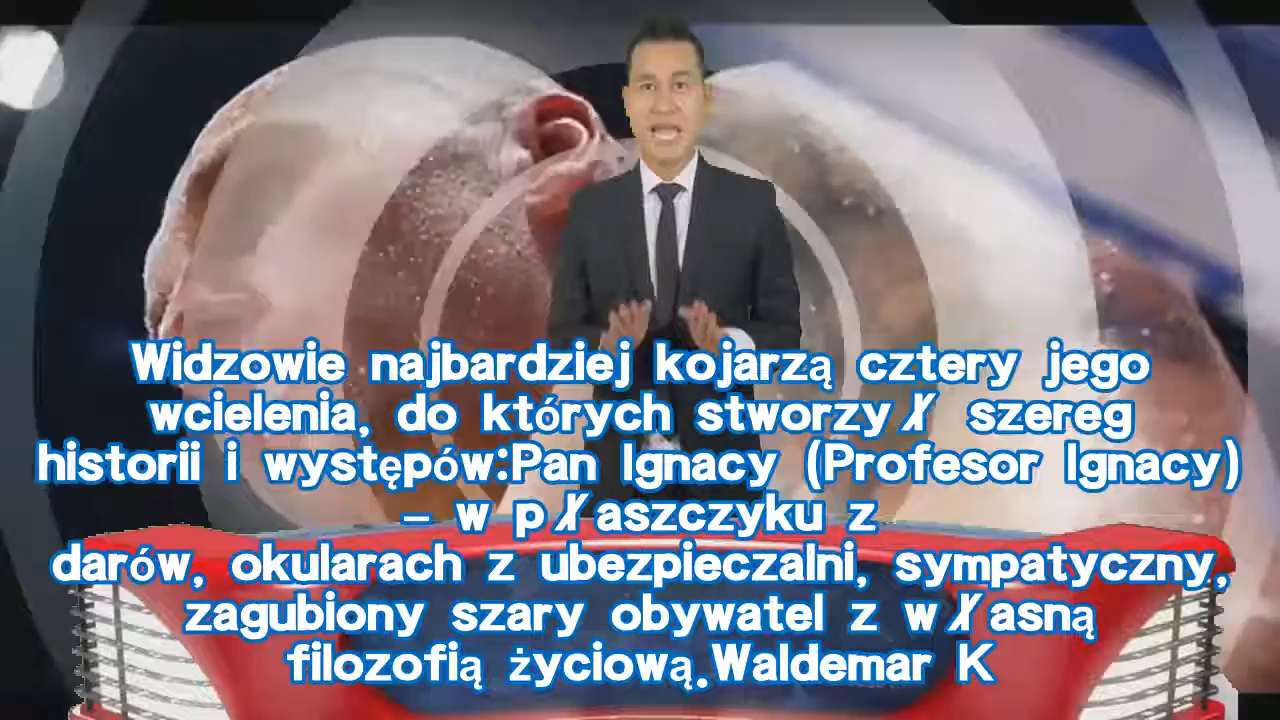 Widzowie najbardziej kojarzą cztery jego
wcielenia, do których stworzył szereg
historii i występów:Pan Ignacy (Profesor Ignacy)
– w płaszczyku z
darów, okularach z ubezpieczalni, sympatyczny,
zagubiony szary obywatel z własną
filozofią życiową.Waldemar K